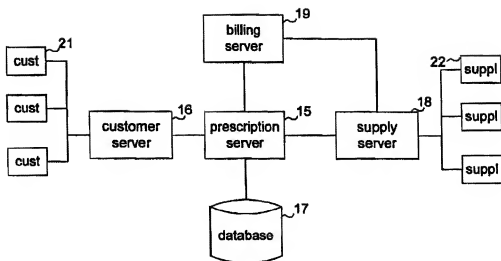 19
billing
server
21
cust
cust
cust
16
customer
server
15
prescription
server
18
supply
server
22
suppl
suppl
suppl
17
database